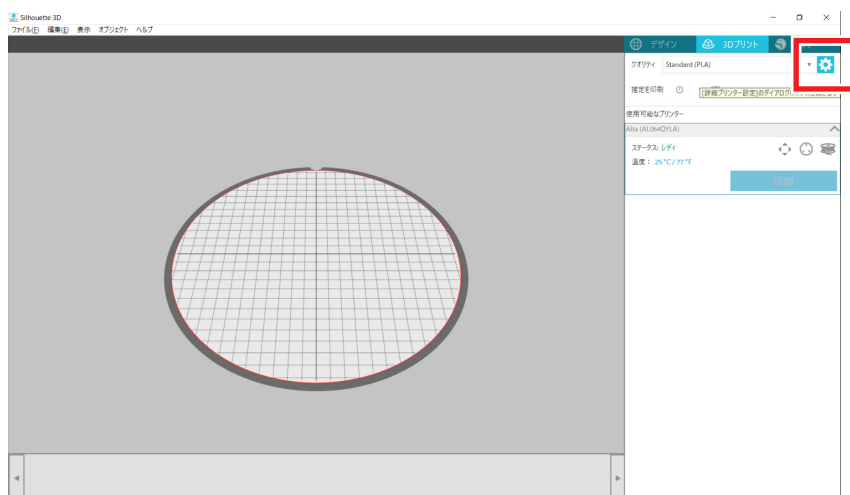 Silhouette 3D
ファイル(F) 編集(E) 表示 オブジェクト ヘルプ
デザイン 3Dプリント
クオリティ Standard (PLA)
推定を印刷
[詳細プリンター設定]のダイアログ
使用可能なプリンター
Alta (AL064QYLA)
ステータス: レディ
温度： 25 °C / 77 °F
印刷